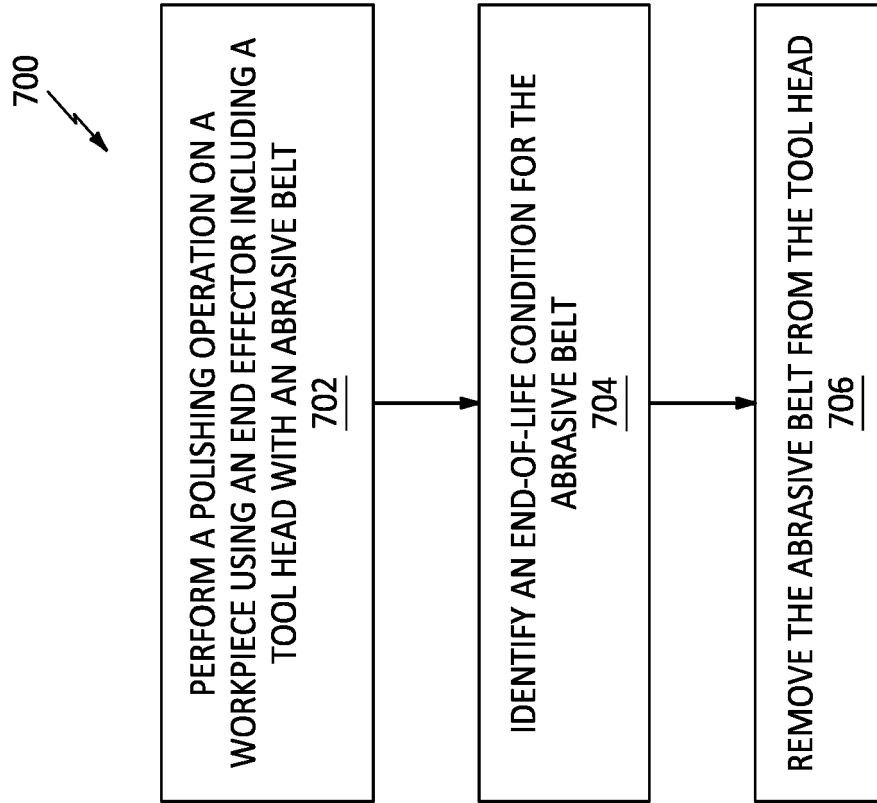 700
PERFORM A POLISHING OPERATION ON A
WORKPIECE USING AN END EFFECTOR INCLUDING A
TOOL HEAD WITH AN ABRASIVE BELT
702
IDENTIFY AN END-OF-LIFE CONDITION FOR THE
ABRASIVE BELT
704
REMOVE THE ABRASIVE BELT FROM THE TOOL HEAD
706